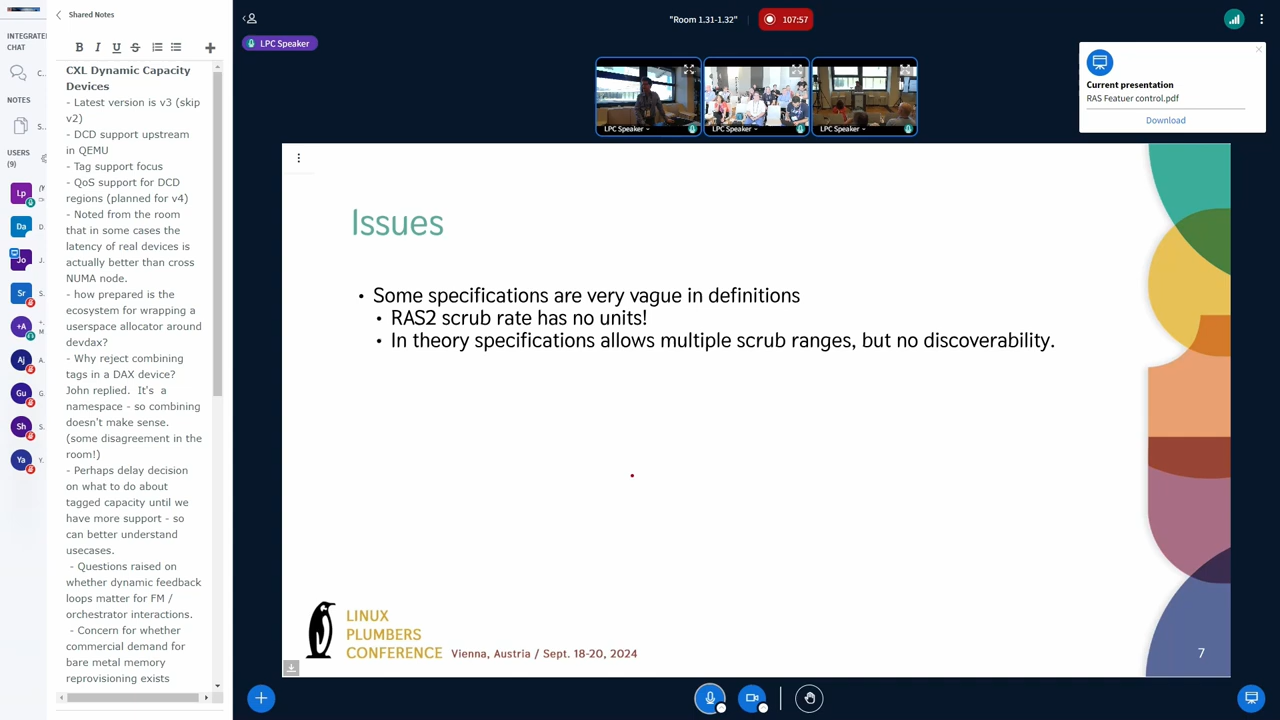 INTEGRATE
CHAT
C...
NOTES
S...
USERS
(9)
Lp
(Y
Da
D.
Jo
J..
Sr
S.
+A
+.
M
Aj
A.
Gu
G.
Sh
S.
Ya
Y.
Shared Notes
B I U S
CXL Dynamic Capacity
Devices
- Latest version is v3 (skip
v2)
- DCD support upstream
in QEMU
- Tag support focus
- QoS support for DCD
regions (planned for v4)
- Noted from the room
that in some cases the
latency of real devices is
actually better than cross
NUMA node.
- how prepared is the
ecosystem for wrapping a
userspace allocator around
devdax?
- Why reject combining
tags in a DAX device?
John replied. It's a
namespace - so combining
doesn't make sense.
(some disagreement in the
room!)
- Perhaps delay decision
on what to do about
tagged capacity until we
have more support - so
can better understand
usecases.
- Questions raised on
whether dynamic feedback
loops matter for FM /
orchestrator interactions.
- Concern for whether
commercial demand for
bare metal memory
reprovisioning exists
"Room 1.31-1.32"
107:57
LPC Speaker
LPC Speaker
LPC Speaker
LPC Speaker
Current presentation
RAS Featuer control.pdf
Download
Issues
• Some specifications are very vague in definitions
• RAS2 scrub rate has no units!
• In theory specifications allows multiple scrub ranges, but no discoverability.
LINUX
PLUMBERS
CONFERENCE
Vienna, Austria / Sept. 18-20, 2024
7